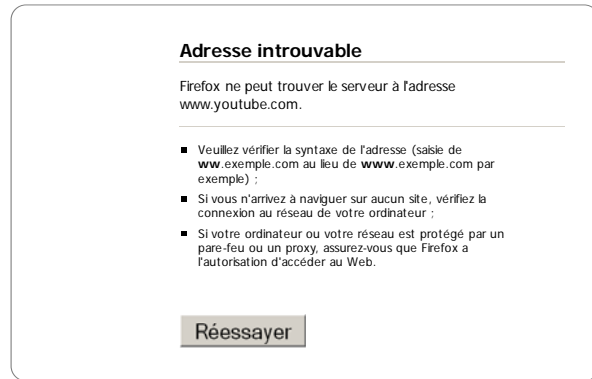 Adresse introuvable
Firefox ne peut trouver le serveur à l'adresse
www.youtube.com.
Veuillez vérifier la syntaxe de l'adresse (saisie de
ww.exemple.com au lieu de www.exemple.com par
exemple) ;
Si vous n'arrivez à naviguer sur aucun site, vérifiez la
connexion au réseau de votre ordinateur ;
Si votre ordinateur ou votre réseau est protégé par un
pare-feu ou un proxy, assurez-vous que Firefox a
l'autorisation d'accéder au Web.
Réessayer